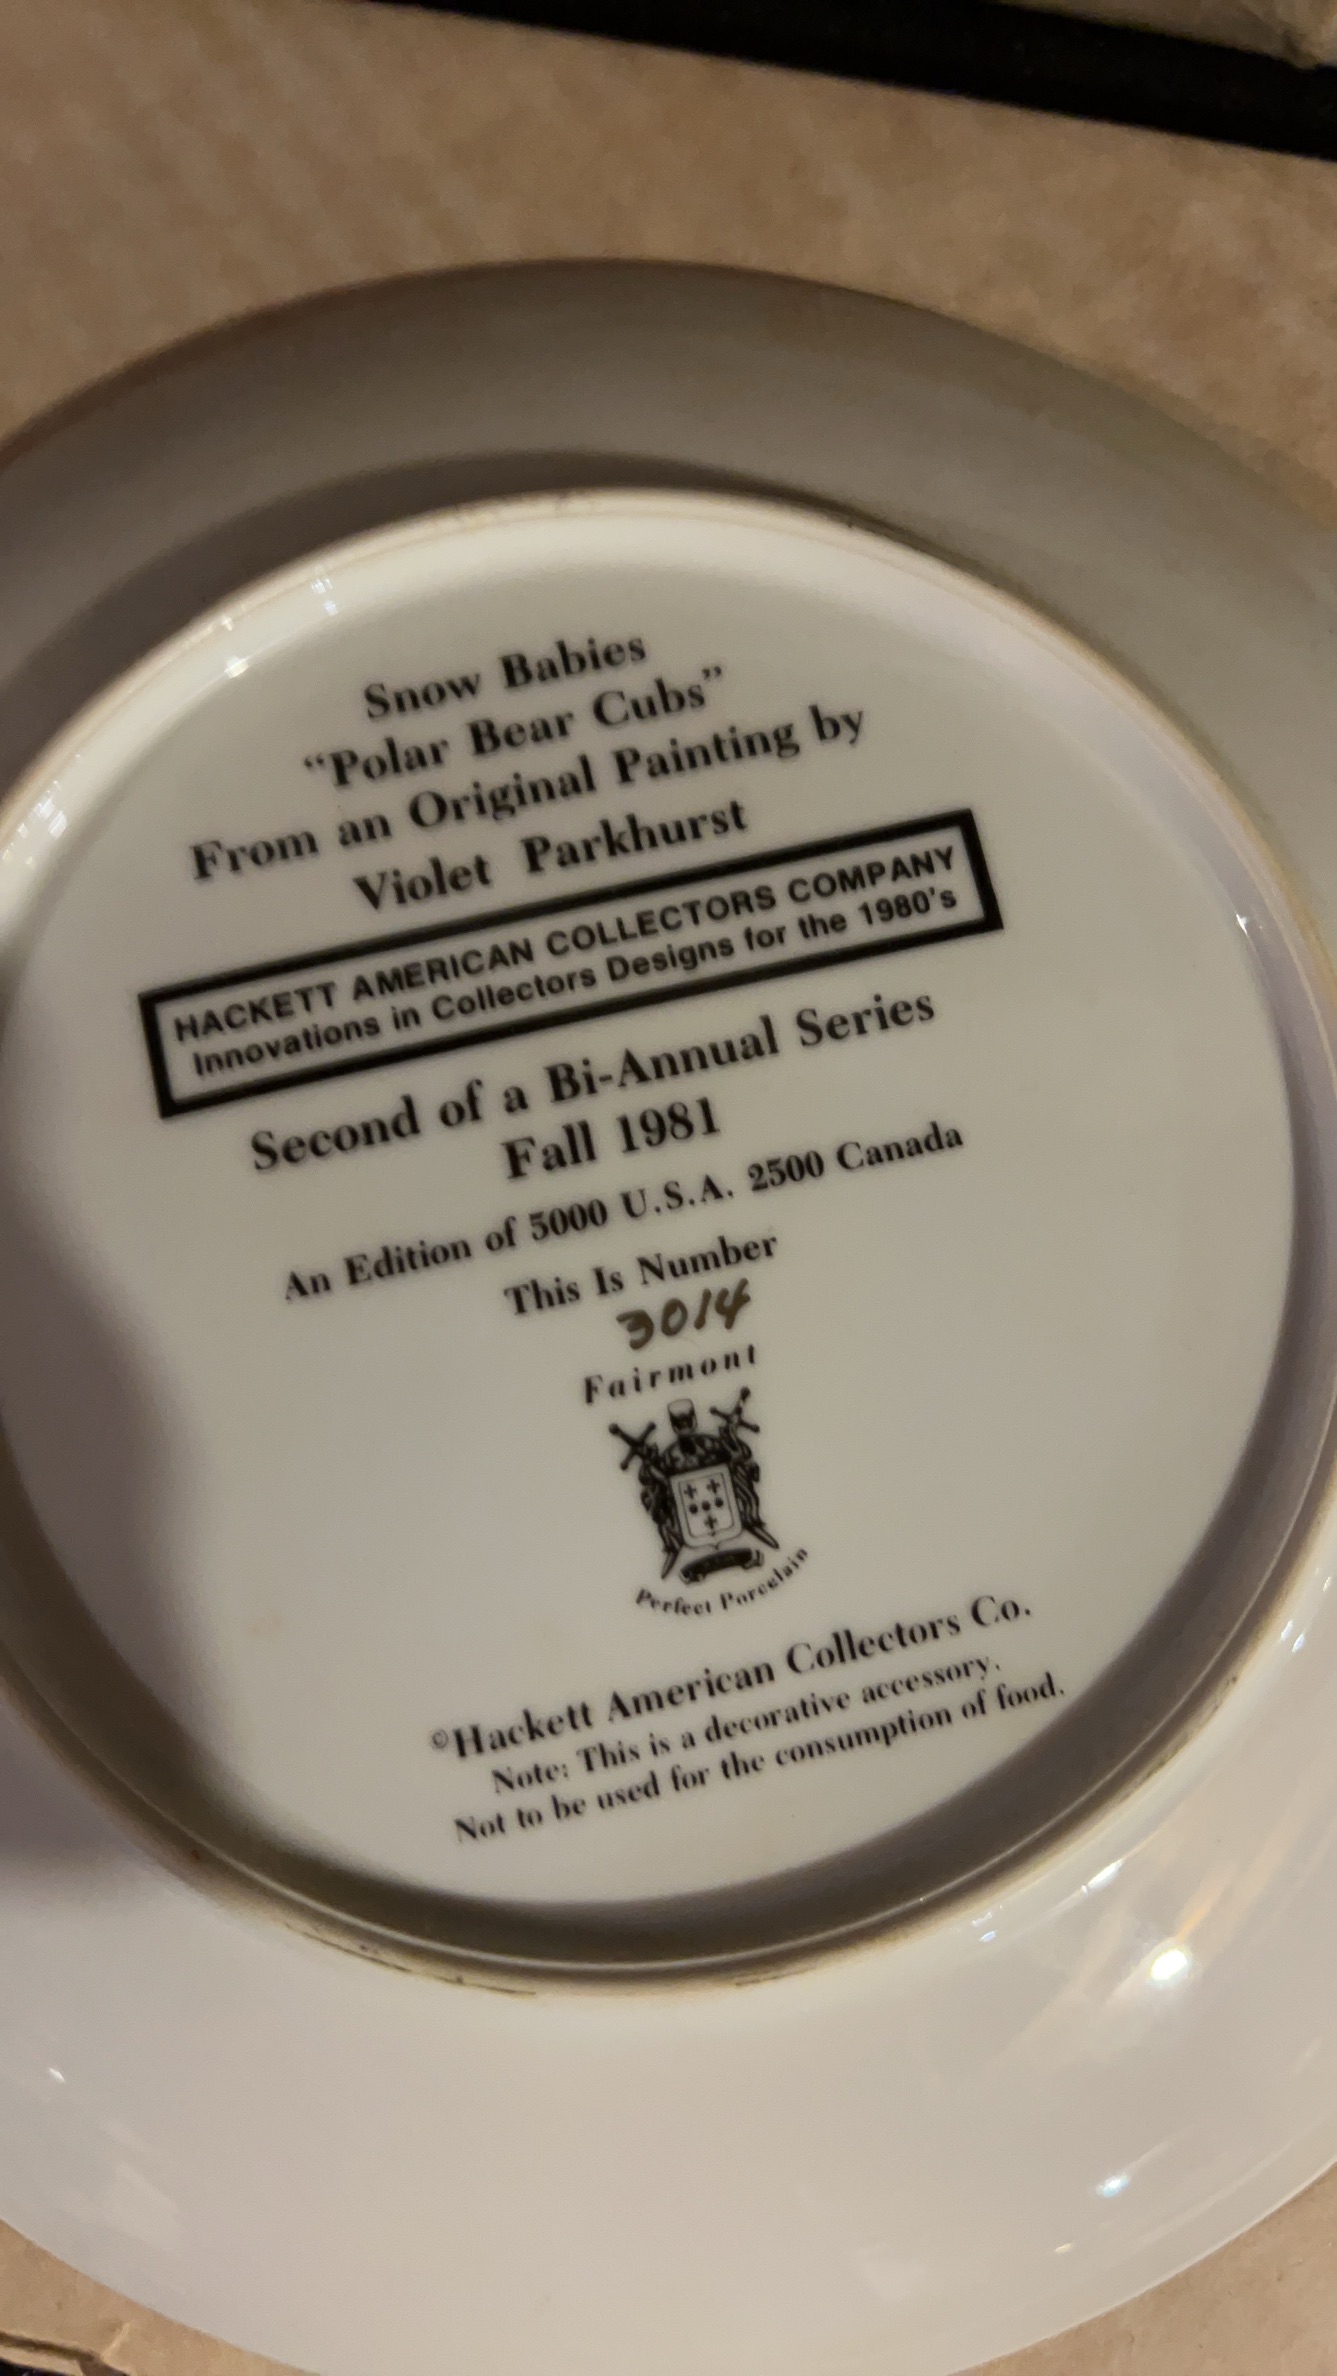 Snow Babies
“Polar Bear Cubs”
From an Original Painting by
Violet Parkhurst
HACKETT AMERICAN COLLECTORS COMPANY
Innovations in Collectors Designs for the 1980's
Second of a Bi-Annual Series
Fall 1981
An Edition of 5000 U.S.A. 2500 Canada
This Is Number
3014
Fairmont
Perfect Porcelain
©Hackett American Collectors Co.
Note: This is a decorative accessory.
Not to be used for the consumption of food.